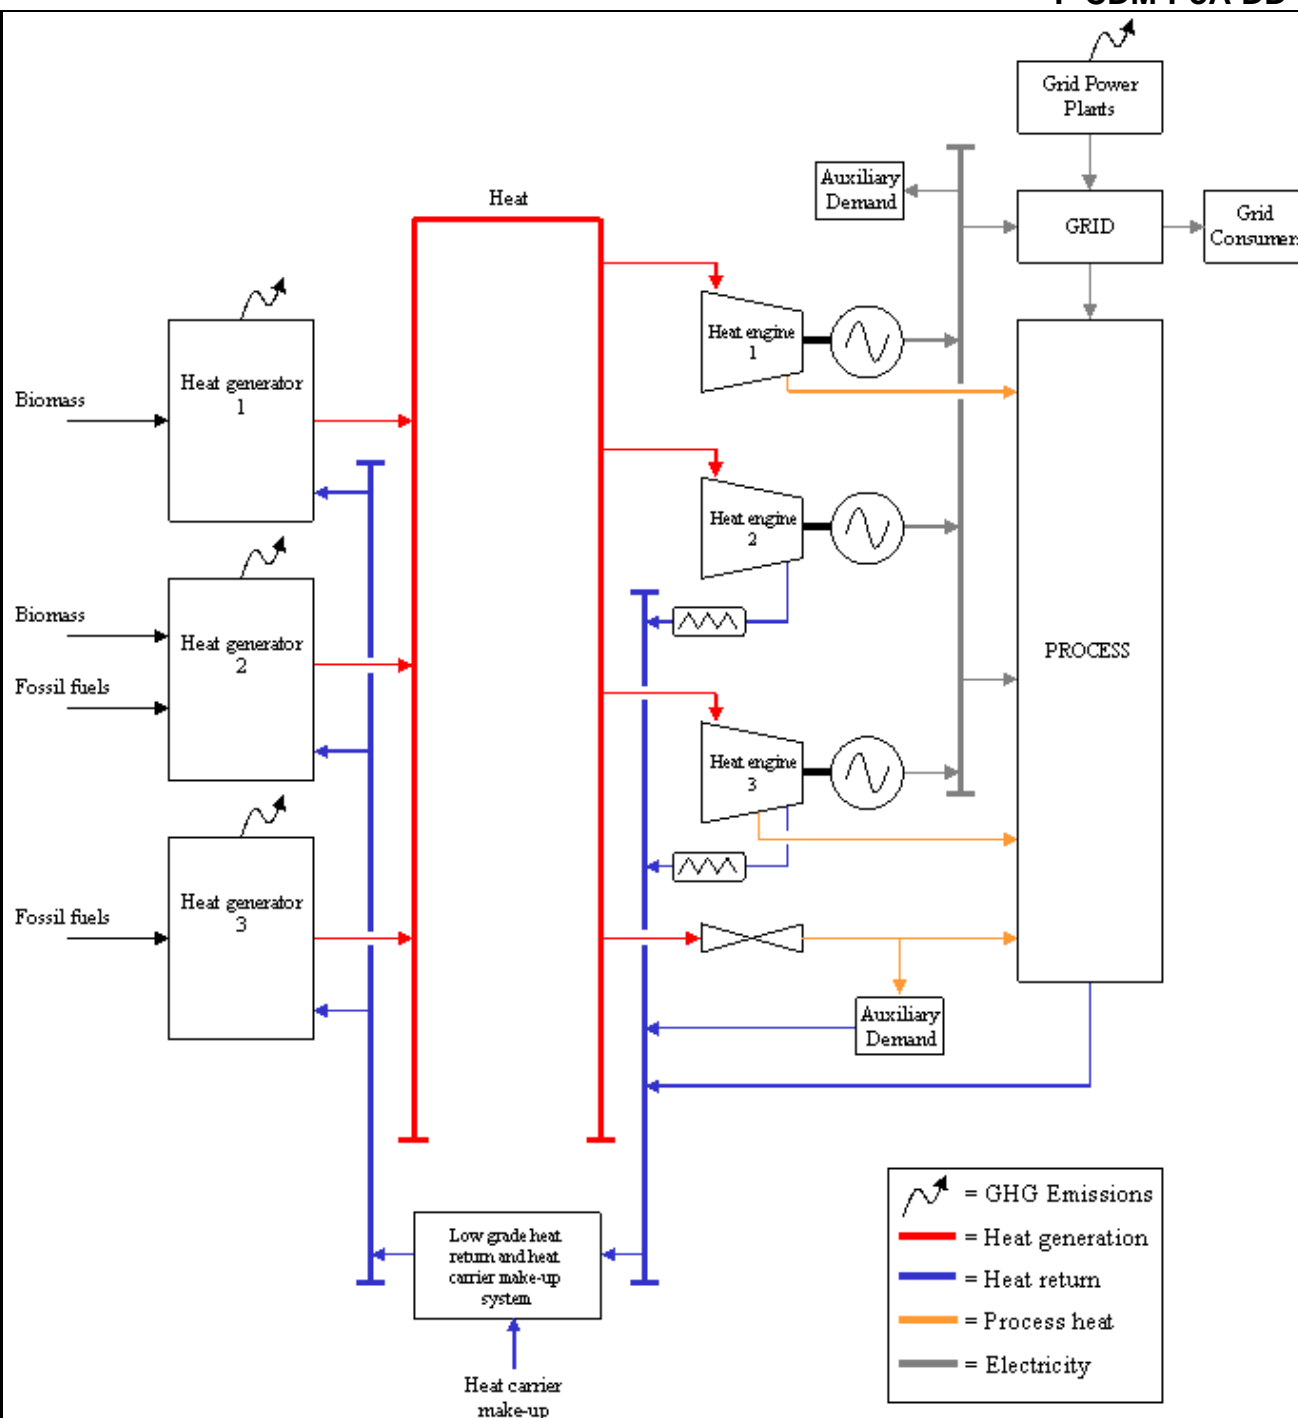 Grid Power
Plants
Auxiliary
Demand
GRID
Grid
Consumer
Heat
Heat engine
1
Heat generator
1
Biomass
Heat engine
2
Biomass
Heat generator
2
Fossil fuels
PROCESS
Heat engine
3
Heat generator
3
Fossil fuels
Auxiliary
Demand
Low grade heat
return and heat
carrier make-up
system
Heat carrier
make-up
= GHG Emissions
= Heat generation
= Heat return
= Process heat
= Electricity